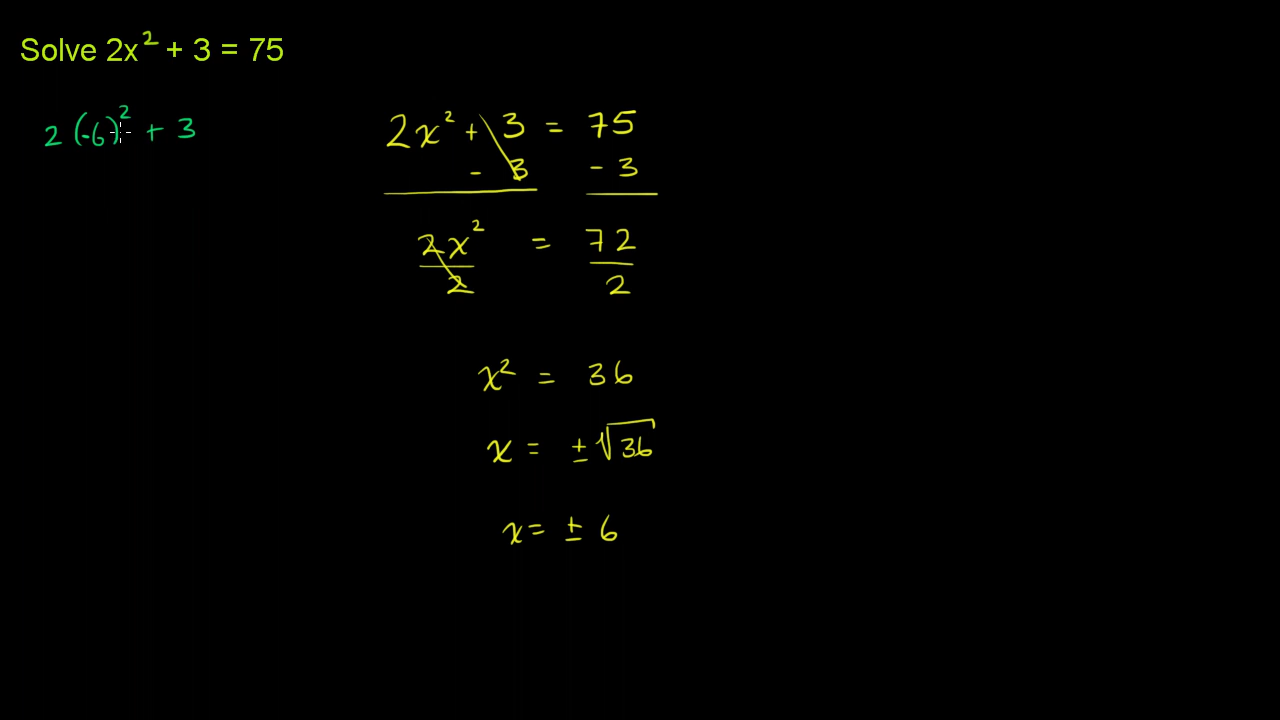 Solve 2x² + 3 = 75
2 (-6)² + 3
2x² + 3 = 75
- 3 - 3
2x² = 72
2 2
x² = 36
x = ±√36
x = ± 6